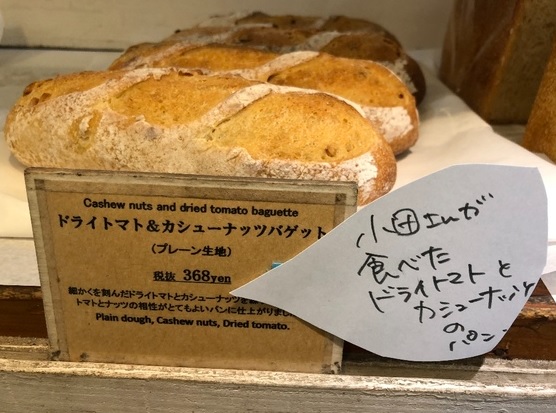 Cashew nuts and dried tomato baguette
ドライトマト&カシューナッツバゲット
(プレーン生地)
税抜 368yen
細かくを刻んだドライトマトとカシューナッツを
トマトとナッツの相性がとてもよいパンに仕上がりまし
Plain dough, Cashew nuts, Dried tomato.
小団さんが
食べた
ドライトマトと
カシューナッツ
の
パン